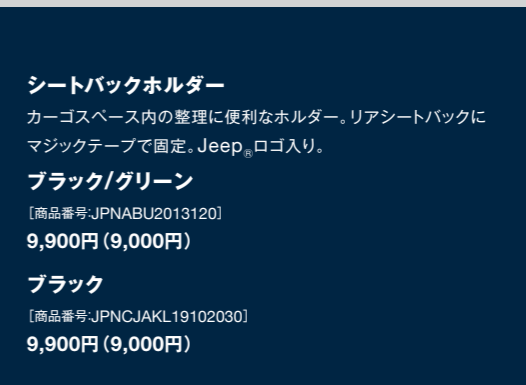 シートバックホルダー
カーゴスペース内の整理に便利なホルダー。リアシートバックに
マジックテープで固定。Jeep®ロゴ入り。
ブラック/グリーン
[商品番号:JPNABU2013120]
9,900円（9,000円）
ブラック
[商品番号:JPNCJAKL19102030]
9,900円（9,000円）